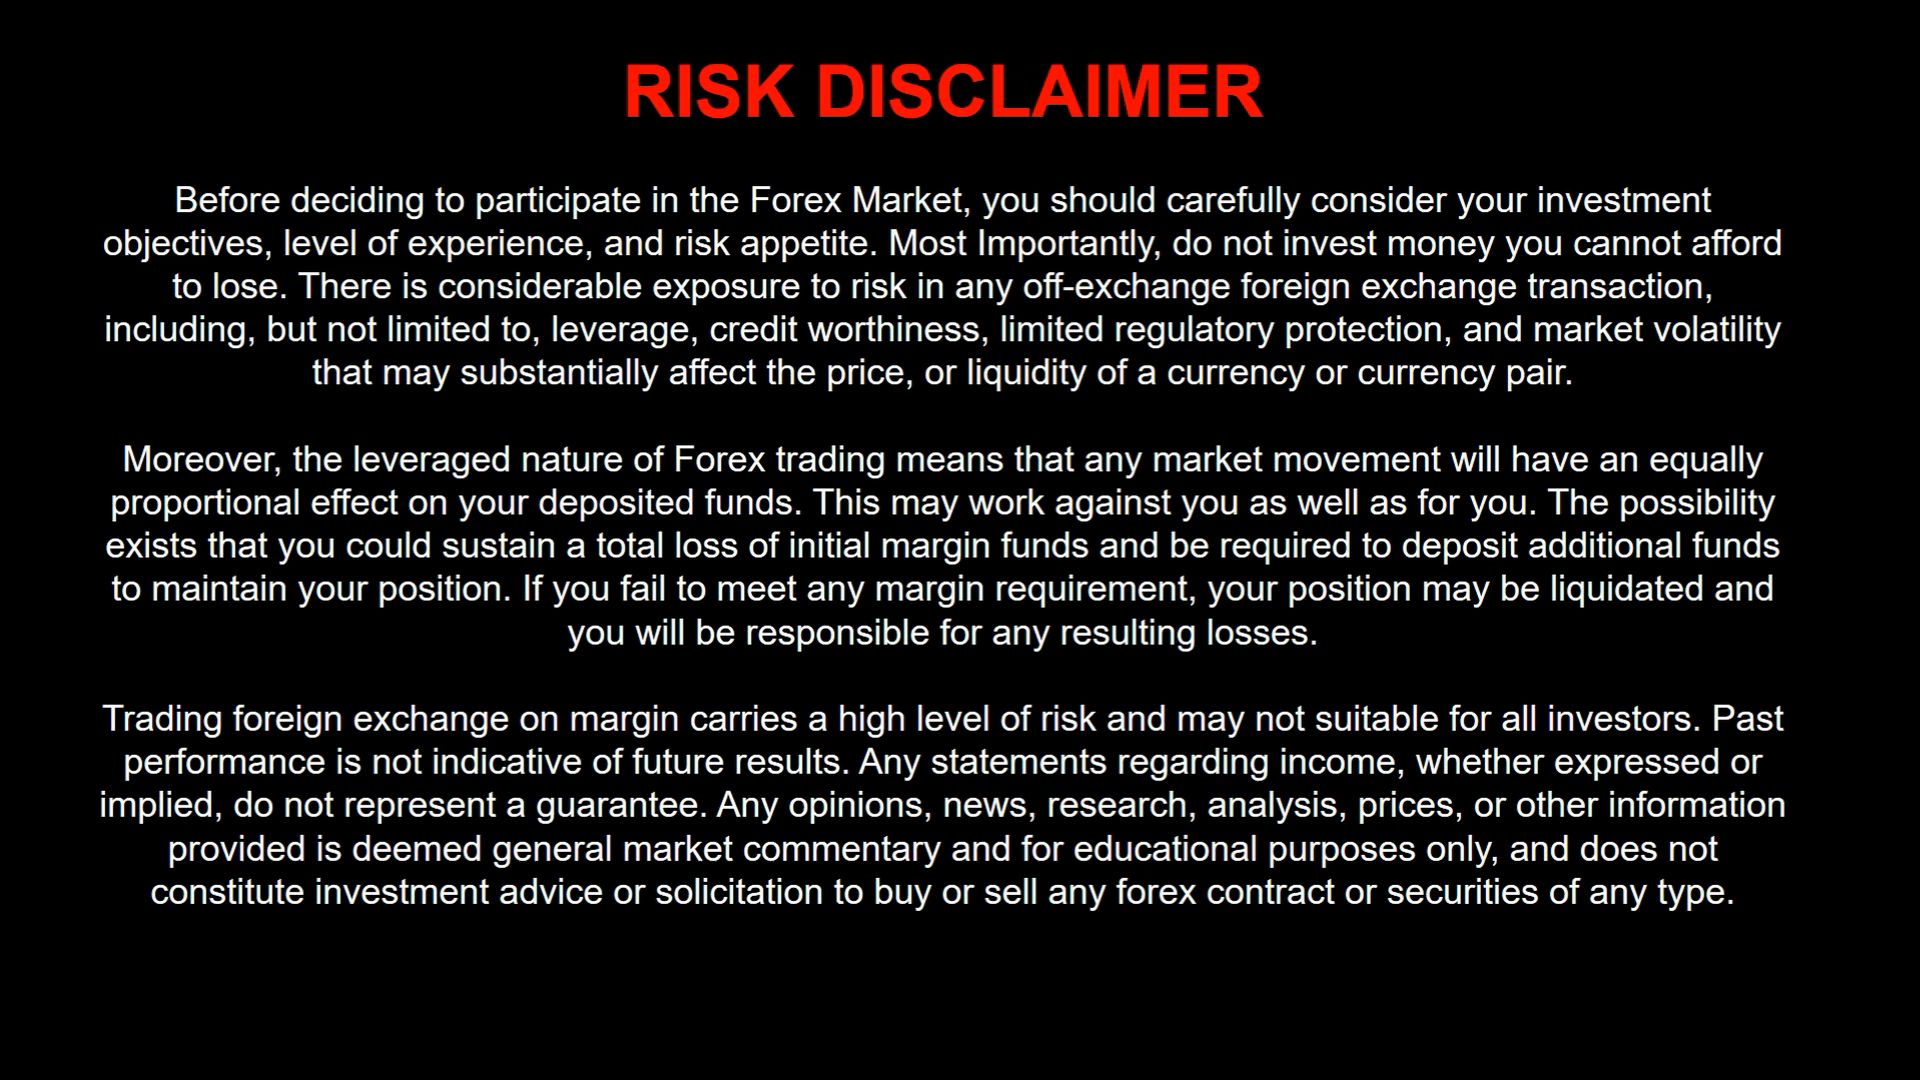 RISK DISCLAIMER
Before deciding to participate in the Forex Market, you should carefully consider your investment
objectives, level of experience, and risk appetite. Most Importantly, do not invest money you cannot afford
to lose. There is considerable exposure to risk in any off-exchange foreign exchange transaction,
including, but not limited to, leverage, credit worthiness, limited regulatory protection, and market volatility
that may substantially affect the price, or liquidity of a currency or currency pair.
Moreover, the leveraged nature of Forex trading means that any market movement will have an equally
proportional effect on your deposited funds. This may work against you as well as for you. The possibility
exists that you could sustain a total loss of initial margin funds and be required to deposit additional funds
to maintain your position. If you fail to meet any margin requirement, your position may be liquidated and
you will be responsible for any resulting losses.
Trading foreign exchange on margin carries a high level of risk and may not suitable for all investors. Past
performance is not indicative of future results. Any statements regarding income, whether expressed or
implied, do not represent a guarantee. Any opinions, news, research, analysis, prices, or other information
provided is deemed general market commentary and for educational purposes only, and does not
constitute investment advice or solicitation to buy or sell any forex contract or securities of any type.